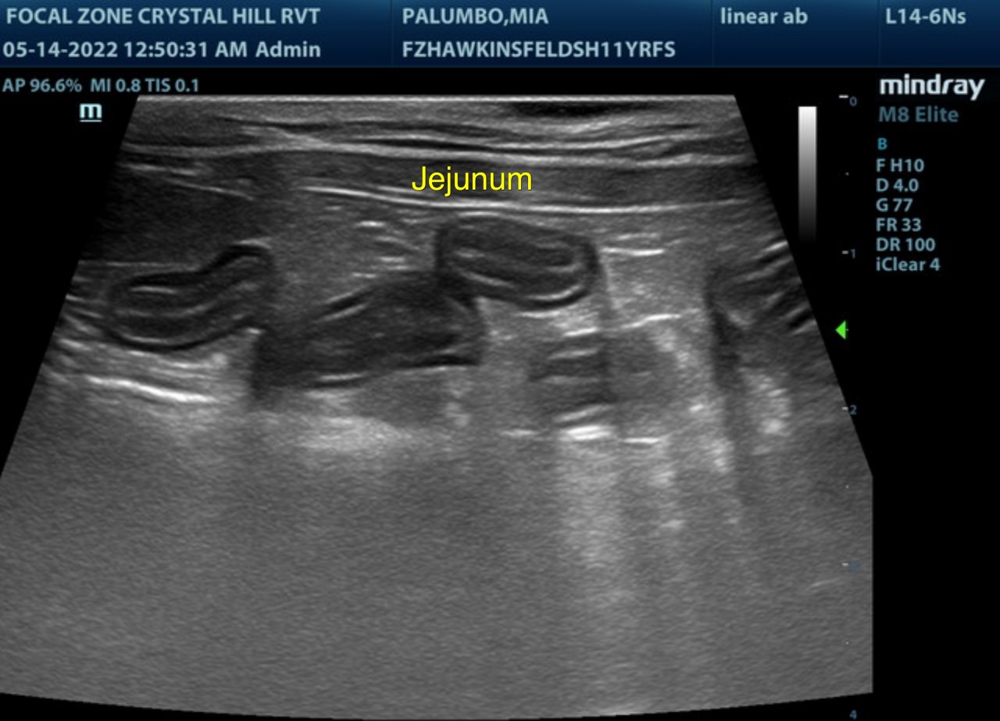 FOCAL ZONE CRYSTAL HILL RVT
PALUMBO,MIA
linear ab
L14-6Ns
05-14-2022 12:50:31 AM Admin
FZHAWKINSFELDSH11YRFS
AP 96.6% MI 0.8 TIS 0.1
mindray
m
M8 Elite
B
F H10
D 4.0
G 77
FR 33
DR 100
iClear 4
Jejunum
0
1
2
3
4